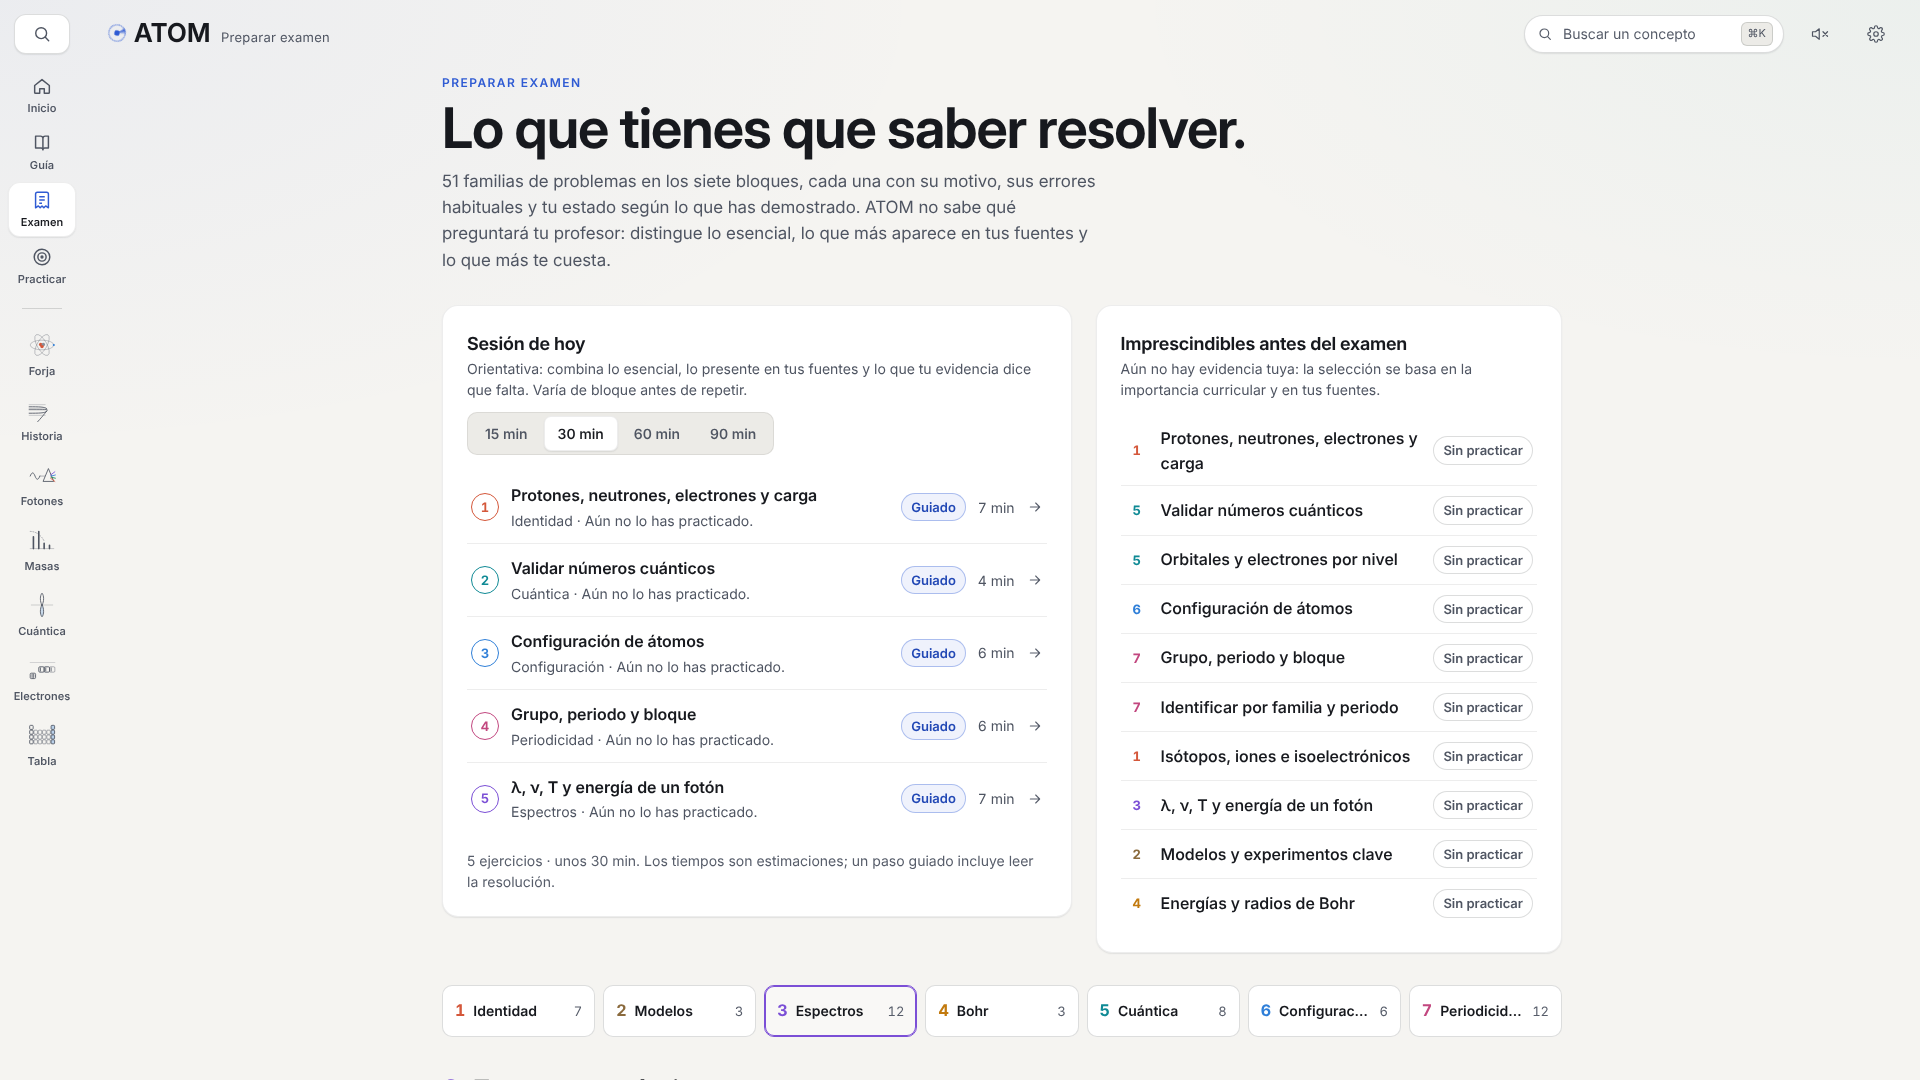 ATOM Preparar examen
Buscar un concepto ⌘K
Inicio
Guía
Examen
Practicar
Forja
Historia
Fotones
Masas
Cuántica
Electrones
Tabla
PREPARAR EXAMEN
Lo que tienes que saber resolver.
51 familias de problemas en los siete bloques, cada una con su motivo, sus errores
habituales y tu estado según lo que has demostrado. ATOM no sabe qué
preguntará tu profesor: distingue lo esencial, lo que más aparece en tus fuentes y
lo que más te cuesta.
Sesión de hoy
Orientativa: combina lo esencial, lo presente en tus fuentes y lo que tu evidencia dice
que falta. Varía de bloque antes de repetir.
15 min 30 min 60 min 90 min
1 Protones, neutrones, electrones y carga Guiado 7 min →
Identidad · Aún no lo has practicado.
2 Validar números cuánticos Guiado 4 min →
Cuántica · Aún no lo has practicado.
3 Configuración de átomos Guiado 6 min →
Configuración · Aún no lo has practicado.
4 Grupo, periodo y bloque Guiado 6 min →
Periodicidad · Aún no lo has practicado.
5 λ, ν, T y energía de un fotón Guiado 7 min →
Espectros · Aún no lo has practicado.
5 ejercicios · unos 30 min. Los tiempos son estimaciones; un paso guiado incluye leer
la resolución.
Imprescindibles antes del examen
Aún no hay evidencia tuya: la selección se basa en la
importancia curricular y en tus fuentes.
1 Protones, neutrones, electrones y
carga Sin practicar
5 Validar números cuánticos Sin practicar
5 Orbitales y electrones por nivel Sin practicar
6 Configuración de átomos Sin practicar
7 Grupo, periodo y bloque Sin practicar
7 Identificar por familia y periodo Sin practicar
1 Isótopos, iones e isoelectrónicos Sin practicar
3 λ, ν, T y energía de un fotón Sin practicar
2 Modelos y experimentos clave Sin practicar
4 Energías y radios de Bohr Sin practicar
1 Identidad 7
2 Modelos 3
3 Espectros 12
4 Bohr 3
5 Cuántica 8
6 Configurac... 6
7 Periodicid... 12